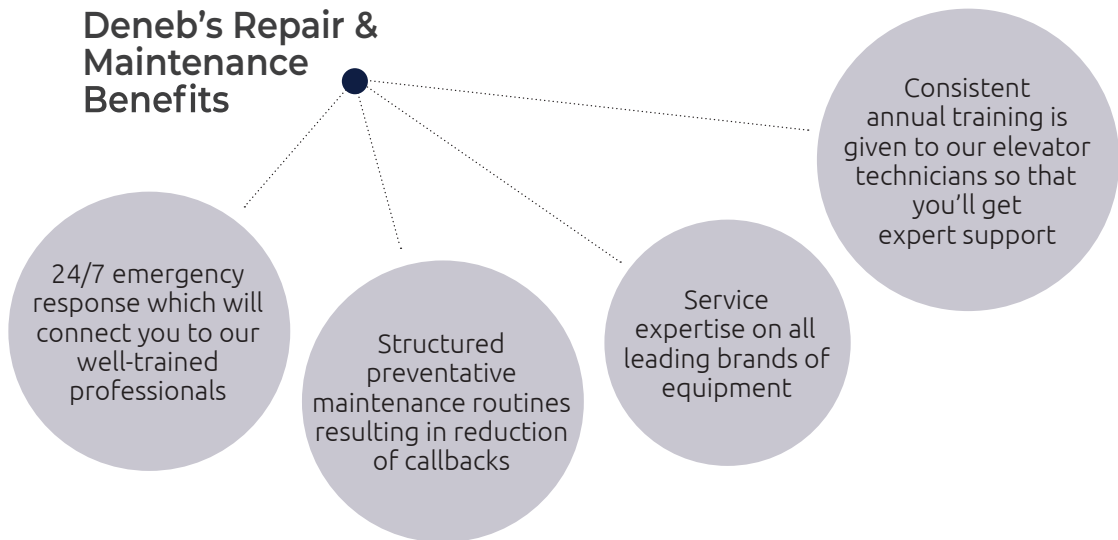 Deneb’s Repair &
Maintenance
Benefits
24/7 emergency
response which will
connect you to our
well-trained
professionals
Structured
preventative
maintenance routines
resulting in reduction
of callbacks
Service
expertise on all
leading brands of
equipment
Consistent
annual training is
given to our elevator
technicians so that
you’ll get
expert support